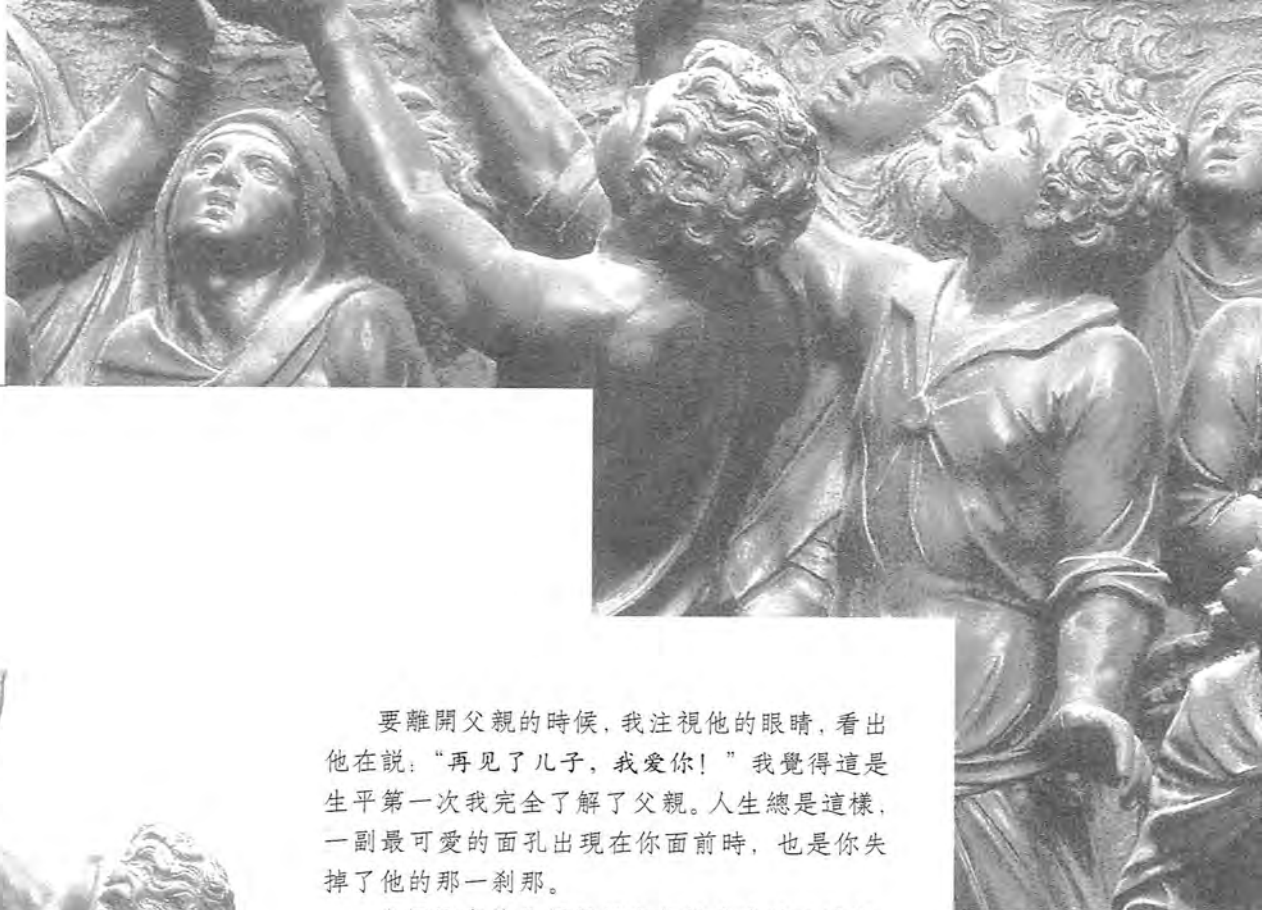 要離開父親的時候，我注視他的眼睛，看出
他在説：“再见了儿子，我爱你！”我覺得這是
生平第一次我完全了解了父親。人生總是這樣，
一副最可愛的面孔出現在你面前時，也是你失
掉了他的那一刹那。